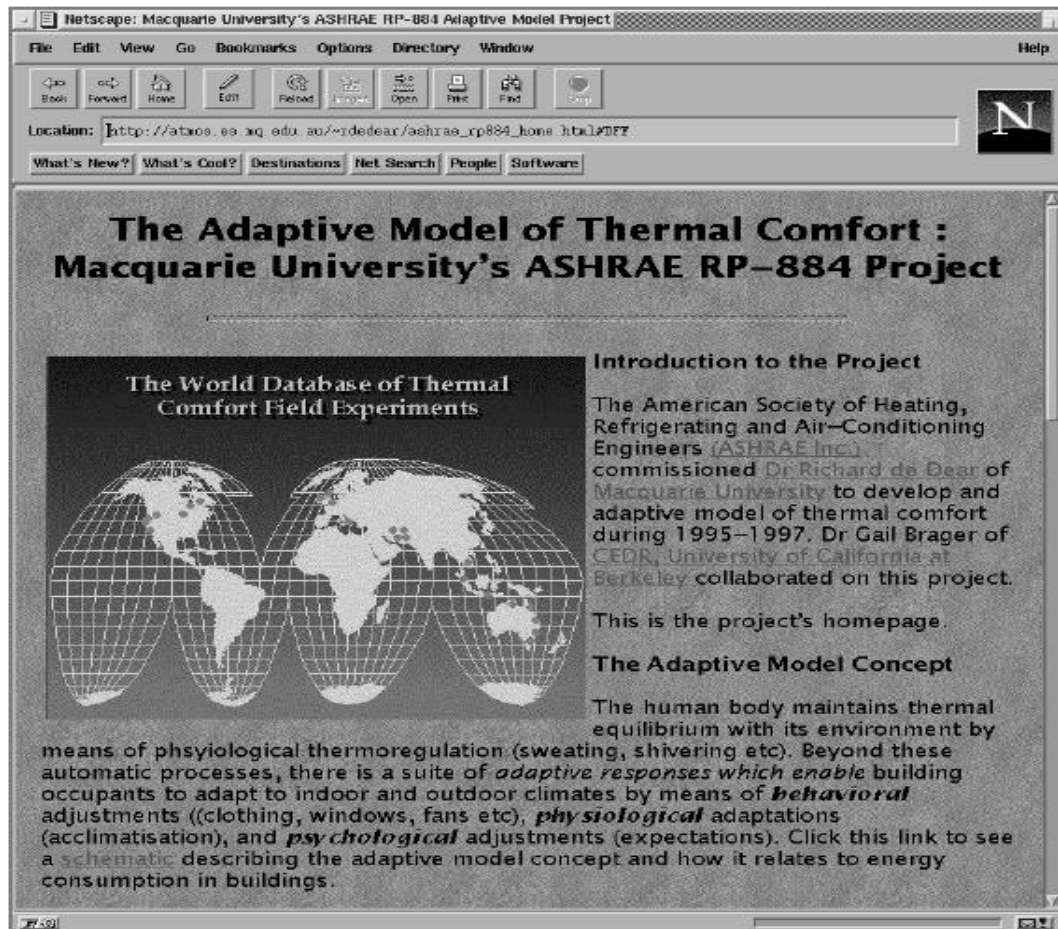 Netscape: Macquarie University's ASHRAE RP-884 Adaptive Model Project
File Edit View Go Bookmarks Options Directory Window Help
Back Forward Home Edit Reload Images Open Print Find Stop
Location: http://atmos.es.mq.edu.au/~rdedear/ashrae_rp884_home.html#DFF
What's New? What's Cool? Destinations Net Search People Software
N
The Adaptive Model of Thermal Comfort :
Macquarie University's ASHRAE RP-884 Project
The World Database of Thermal
Comfort Field Experiments
Introduction to the Project
The American Society of Heating,
Refrigerating and Air-Conditioning
Engineers (ASHRAE Inc.)
commissioned Dr Richard de Dear of
Macquarie University to develop and
adaptive model of thermal comfort
during 1995-1997. Dr Gail Brager of
CEDR, University of California at
Berkeley collaborated on this project.
This is the project's homepage.
The Adaptive Model Concept
The human body maintains thermal
equilibrium with its environment by
means of phsyiological thermoregulation (sweating, shivering etc). Beyond these
automatic processes, there is a suite of adaptive responses which enable building
occupants to adapt to indoor and outdoor climates by means of behavioral
adjustments ((clothing, windows, fans etc), physiological adaptations
(acclimatisation), and psychological adjustments (expectations). Click this link to see
a schematic describing the adaptive model concept and how it relates to energy
consumption in buildings.